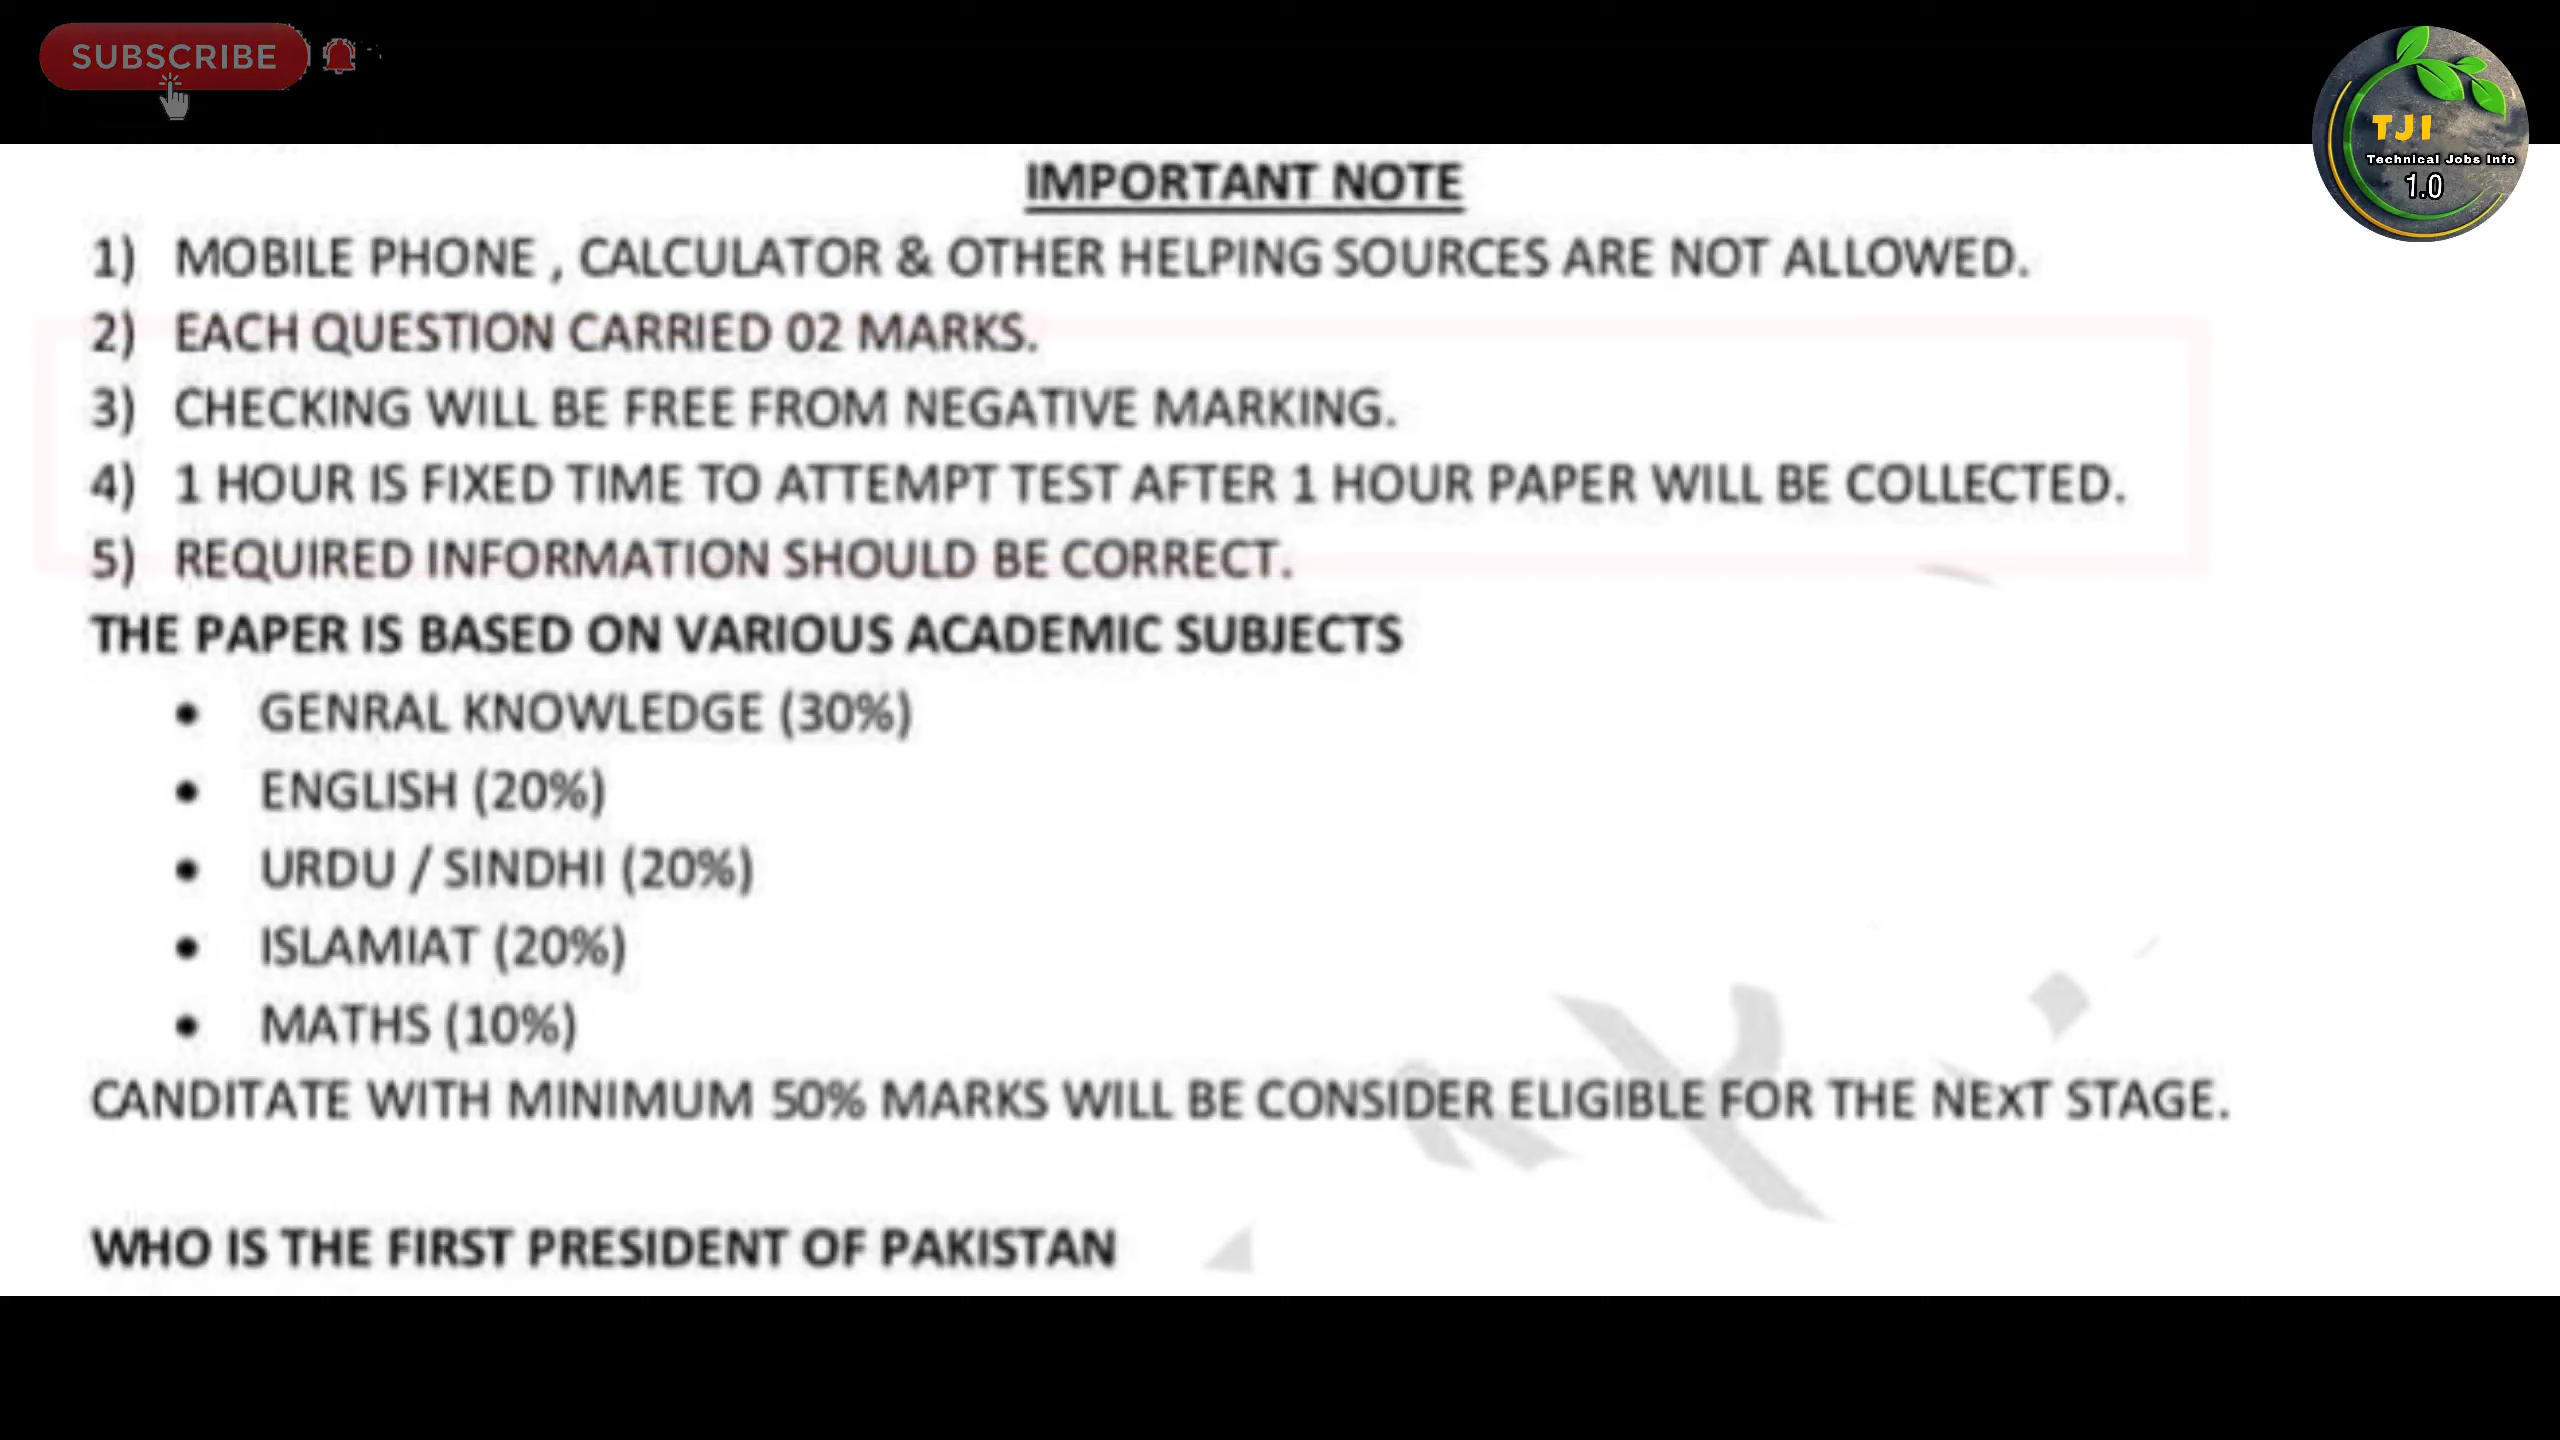 SUBSCRIBE
TJI
Technical Jobs Info
1.0
IMPORTANT NOTE
1) MOBILE PHONE , CALCULATOR & OTHER HELPING SOURCES ARE NOT ALLOWED.
2) EACH QUESTION CARRIED 02 MARKS.
3) CHECKING WILL BE FREE FROM NEGATIVE MARKING.
4) 1 HOUR IS FIXED TIME TO ATTEMPT TEST AFTER 1 HOUR PAPER WILL BE COLLECTED.
5) REQUIRED INFORMATION SHOULD BE CORRECT.
THE PAPER IS BASED ON VARIOUS ACADEMIC SUBJECTS
• GENRAL KNOWLEDGE (30%)
• ENGLISH (20%)
• URDU / SINDHI (20%)
• ISLAMIAT (20%)
• MATHS (10%)
CANDITATE WITH MINIMUM 50% MARKS WILL BE CONSIDER ELIGIBLE FOR THE NEXT STAGE.
WHO IS THE FIRST PRESIDENT OF PAKISTAN